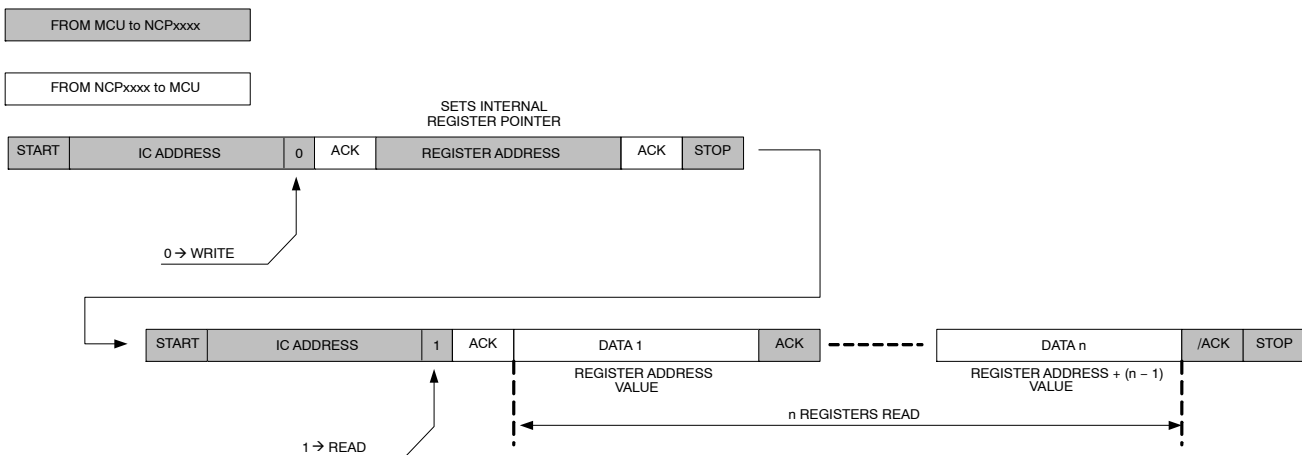 FROM MCU to NCPxxxx
FROM NCPxxxx to MCU
SETS INTERNAL
REGISTER POINTER
START IC ADDRESS 0 ACK REGISTER ADDRESS ACK STOP
0 → WRITE
START IC ADDRESS 1 ACK DATA 1 ACK DATA n /ACK STOP
REGISTER ADDRESS
VALUE
REGISTER ADDRESS + (n − 1)
VALUE
n REGISTERS READ
1 → READ